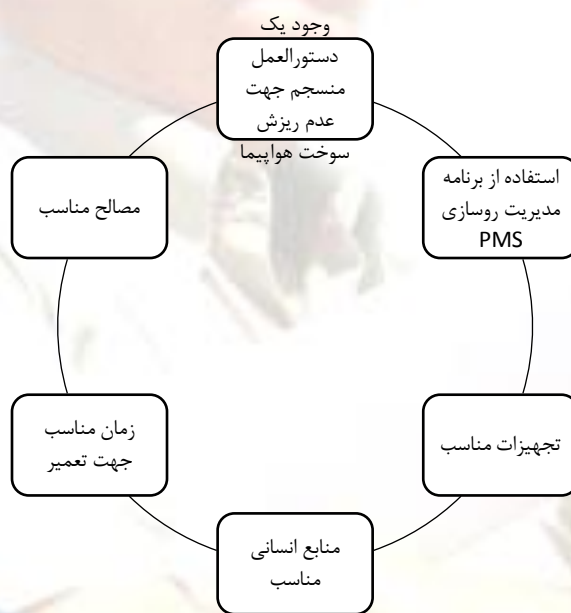 وجود یک
دستورالعمل
منسجم جهت
عدم ریزش
سوخت هواپیما
استفاده از برنامه
مدیریت روسازی
PMS
تجهیزات مناسب
منابع انسانی
مناسب
زمان مناسب
جهت تعمیر
مصالح مناسب